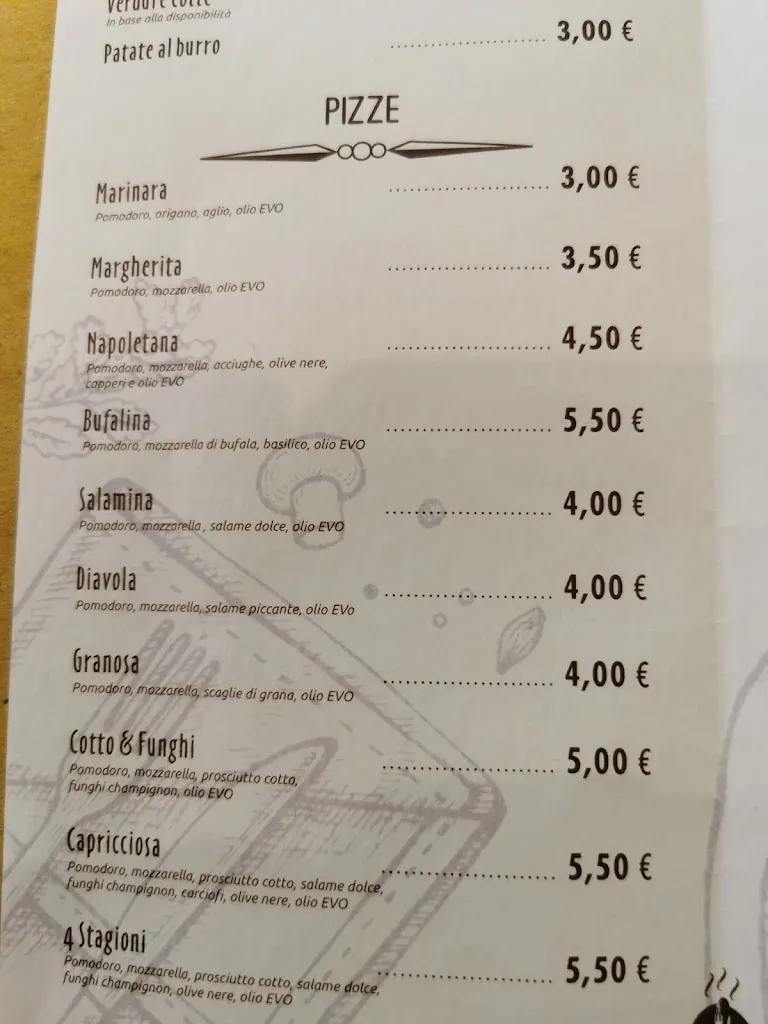 Verdure cotte
In base alla disponibilità
Patate al burro ........................ 3,00 €
PIZZE
Marinara ........................ 3,00 €
Pomodoro, origano, aglio, olio EVO
Margherita ........................ 3,50 €
Pomodoro, mozzarella, olio EVO
Napoletana ........................ 4,50 €
Pomodoro, mozzarella, acciughe, olive nere,
capperi e olio EVO
Bufalina ........................ 5,50 €
Pomodoro, mozzarella di bufala, basilico, olio EVO
Salamina ........................ 4,00 €
Pomodoro, mozzarella , salame dolce, olio EVO
Diavola ........................ 4,00 €
Pomodoro, mozzarella, salame piccante, olio EVo
Granosa ........................ 4,00 €
Pomodoro, mozzarella, scaglie di grana, olio EVO
Cotto & Funghi ........................ 5,00 €
Pomodoro, mozzarella, prosciutto cotto,
funghi champignon, olio EVO
Capricciosa ........................ 5,50 €
Pomodoro, mozzarella, prosciutto cotto, salame dolce,
funghi champignon, carciofi, olive nere, olio EVO
4 Stagioni ........................ 5,50 €
Pomodoro, mozzarella, prosciutto cotto, salame dolce,
funghi champignon, olive nere, olio EVO